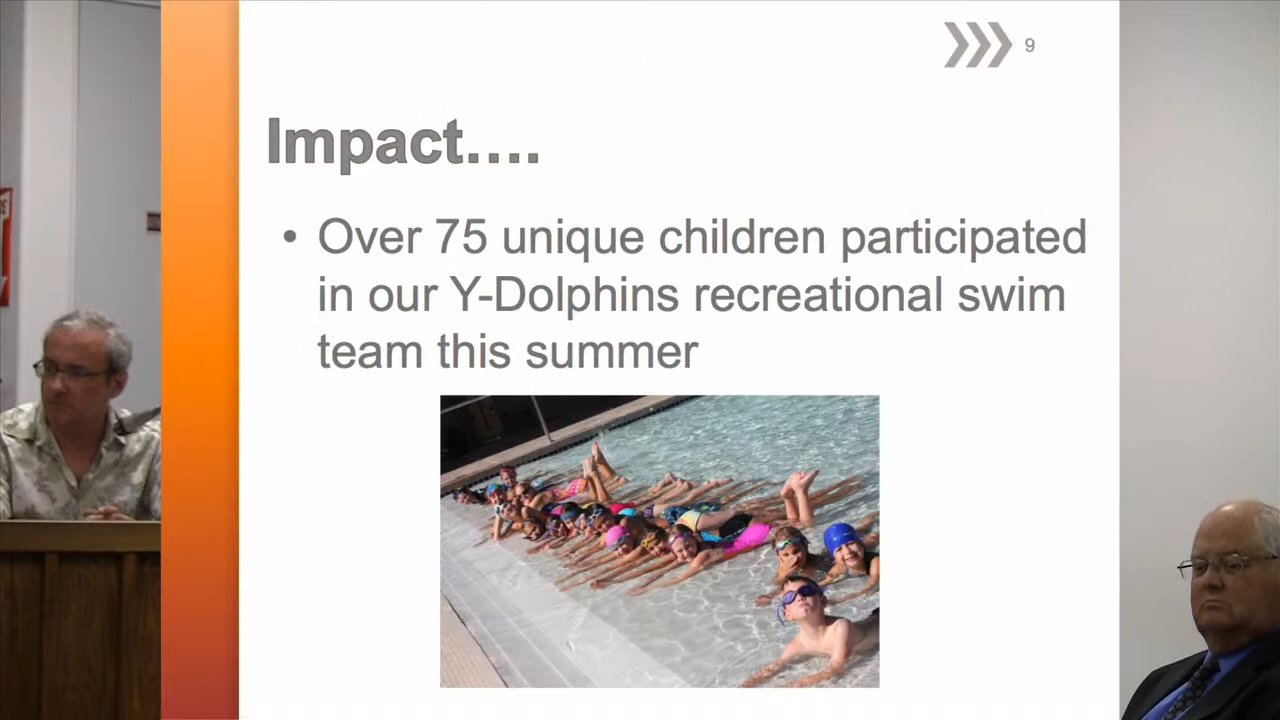 9
Impact....
• Over 75 unique children participated
in our Y-Dolphins recreational swim
team this summer